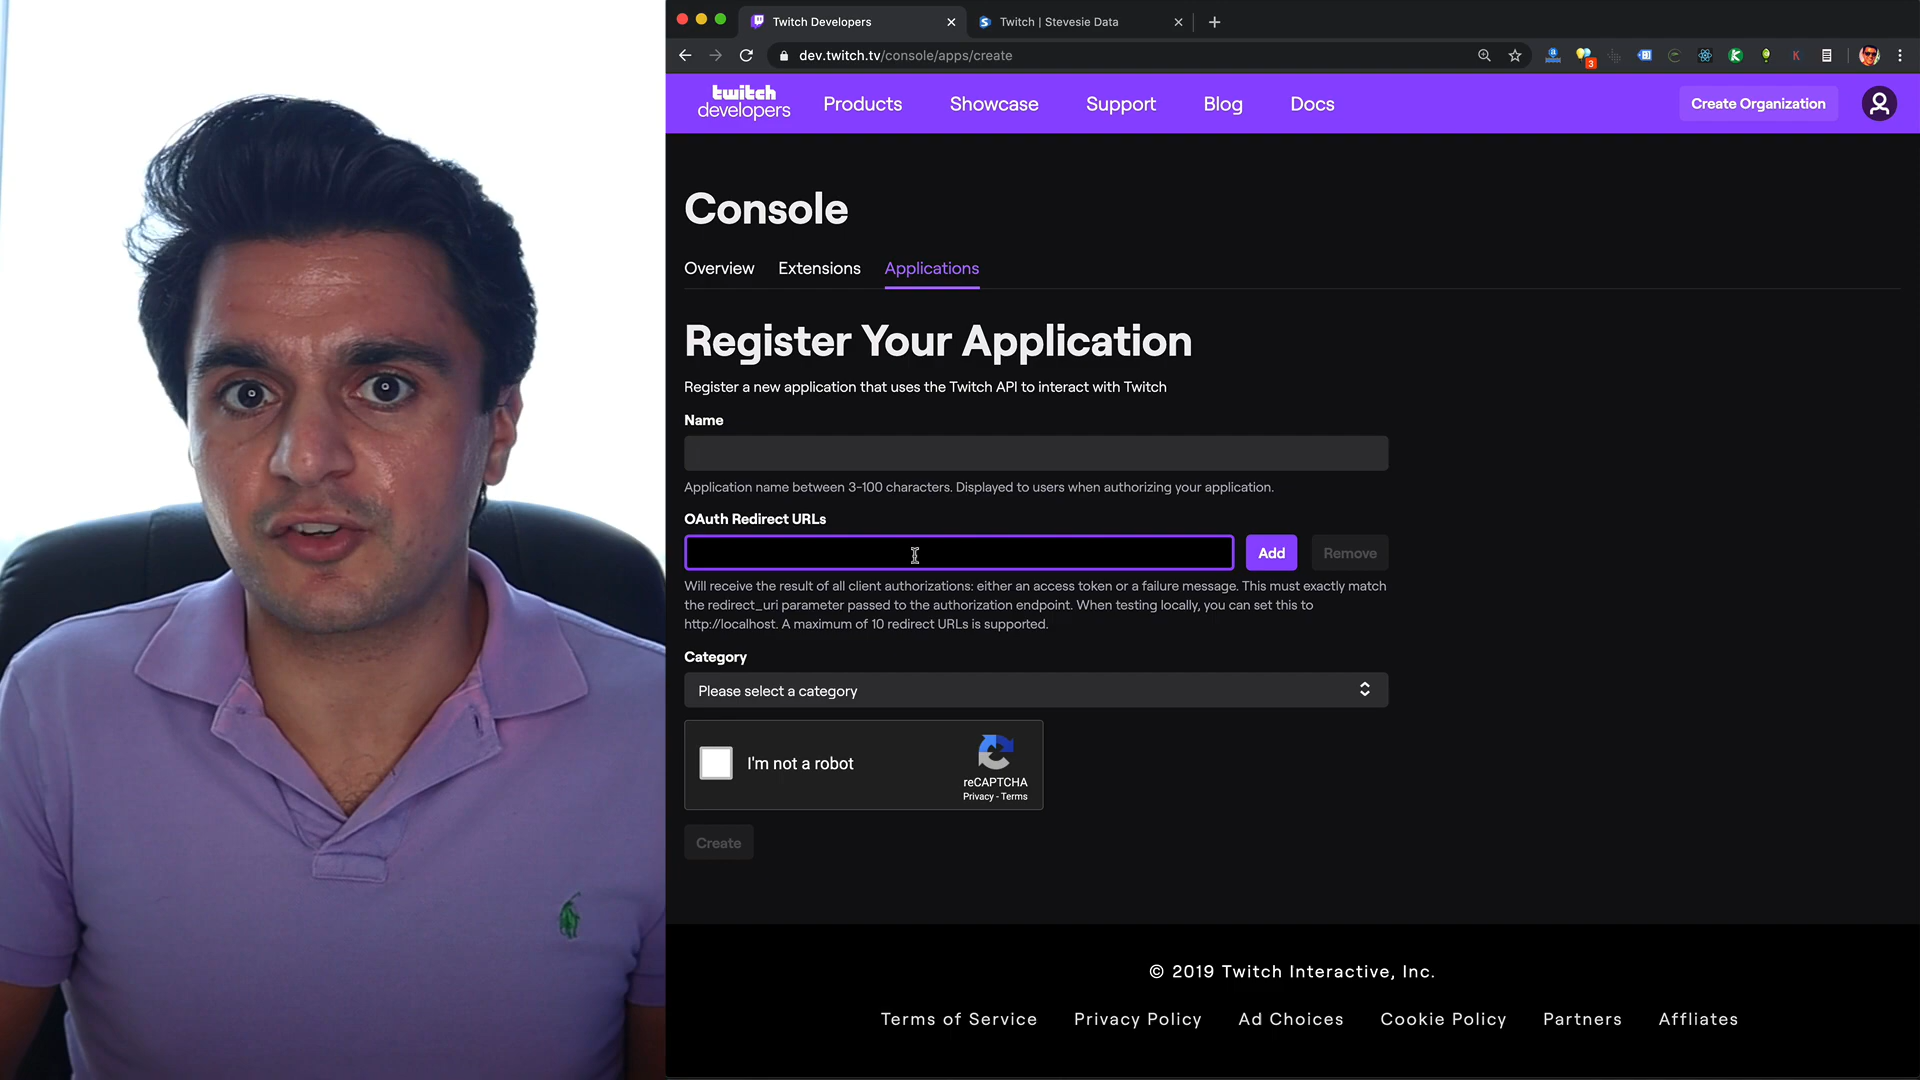 Twitch Developers
Twitch | Stevesie Data
dev.twitch.tv/console/apps/create
3
K
twitch
developers
Products
Showcase
Support
Blog
Docs
Create Organization
Console
Overview
Extensions
Applications
Register Your Application
Register a new application that uses the Twitch API to interact with Twitch
Name
Application name between 3-100 characters. Displayed to users when authorizing your application.
OAuth Redirect URLs
Add
Remove
Will receive the result of all client authorizations: either an access token or a failure message. This must exactly match
the redirect_uri parameter passed to the authorization endpoint. When testing locally, you can set this to
http://localhost. A maximum of 10 redirect URLs is supported.
Category
Please select a category
I'm not a robot
reCAPTCHA
Privacy - Terms
Create
© 2019 Twitch Interactive, Inc.
Terms of Service
Privacy Policy
Ad Choices
Cookie Policy
Partners
Affliates